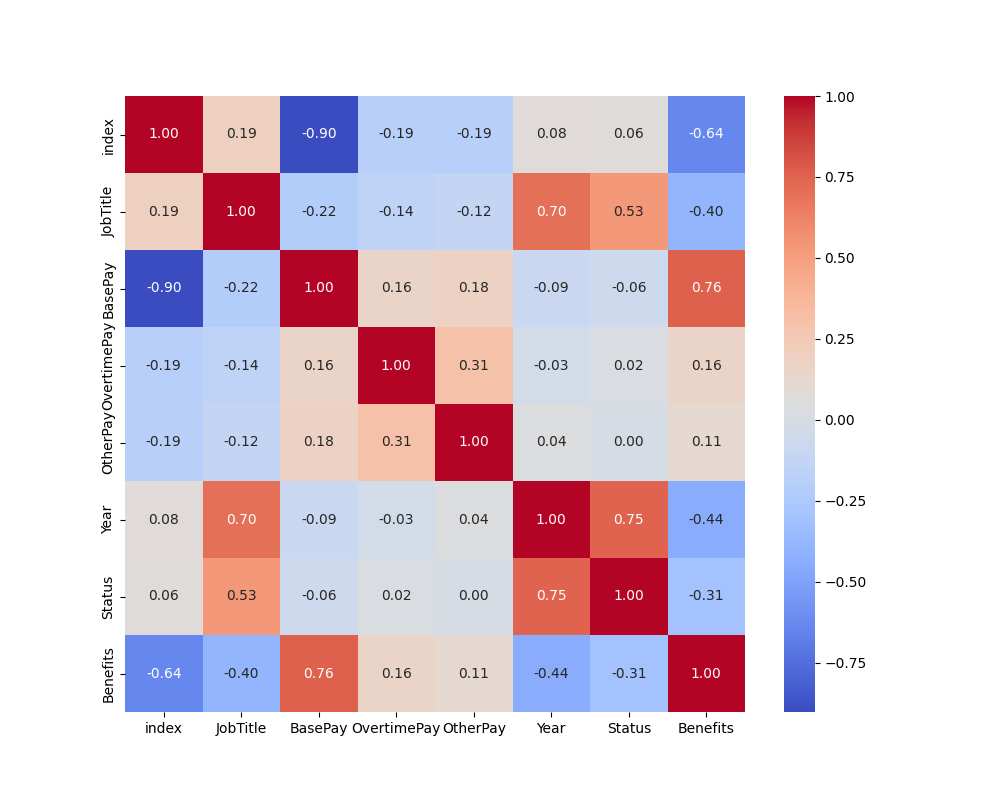 index 1.00 0.19 -0.90 -0.19 -0.19 0.08 0.06 -0.64
JobTitle 0.19 1.00 -0.22 -0.14 -0.12 0.70 0.53 -0.40
BasePay -0.90 -0.22 1.00 0.16 0.18 -0.09 -0.06 0.76
OvertimePay -0.19 -0.14 0.16 1.00 0.31 -0.03 0.02 0.16
OtherPay -0.19 -0.12 0.18 0.31 1.00 0.04 0.00 0.11
Year 0.08 0.70 -0.09 -0.03 0.04 1.00 0.75 -0.44
Status 0.06 0.53 -0.06 0.02 0.00 0.75 1.00 -0.31
Benefits -0.64 -0.40 0.76 0.16 0.11 -0.44 -0.31 1.00
index JobTitle BasePay OvertimePay OtherPay Year Status Benefits
1.00
0.75
0.50
0.25
0.00
−0.25
−0.50
−0.75